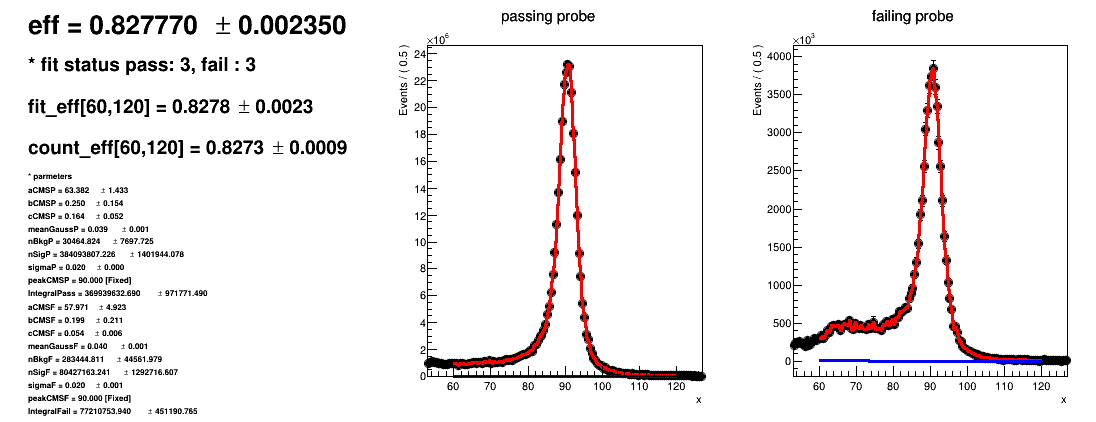 eff = 0.827770 ± 0.002350
* fit status pass: 3, fail : 3
fit_eff[60,120] = 0.8278 ± 0.0023
count_eff[60,120] = 0.8273 ± 0.0009
* parmeters
aCMSP = 63.382 ± 1.433
bCMSP = 0.250 ± 0.154
cCMSP = 0.164 ± 0.052
meanGaussP = 0.039 ± 0.001
nBkgP = 30464.824 ± 7697.725
nSigP = 384093807.226 ± 1401944.078
sigmaP = 0.020 ± 0.000
peakCMSP = 90.000 [Fixed]
IntegralPass = 369939632.690 ± 971771.490
aCMSF = 57.971 ± 4.923
bCMSF = 0.199 ± 0.211
cCMSF = 0.054 ± 0.006
meanGaussF = 0.040 ± 0.001
nBkgF = 283444.811 ± 44561.979
nSigF = 80427163.241 ± 1292716.607
sigmaF = 0.020 ± 0.001
peakCMSF = 90.000 [Fixed]
IntegralFail = 77210753.940 ± 451190.765
passing probe
×10⁶
Events / ( 0.5 )
24
22
20
18
16
14
12
10
8
6
4
2
0
60 70 80 90 100 110 120
x
failing probe
×10³
Events / ( 0.5 )
4000
3500
3000
2500
2000
1500
1000
500
0
60 70 80 90 100 110 120
x